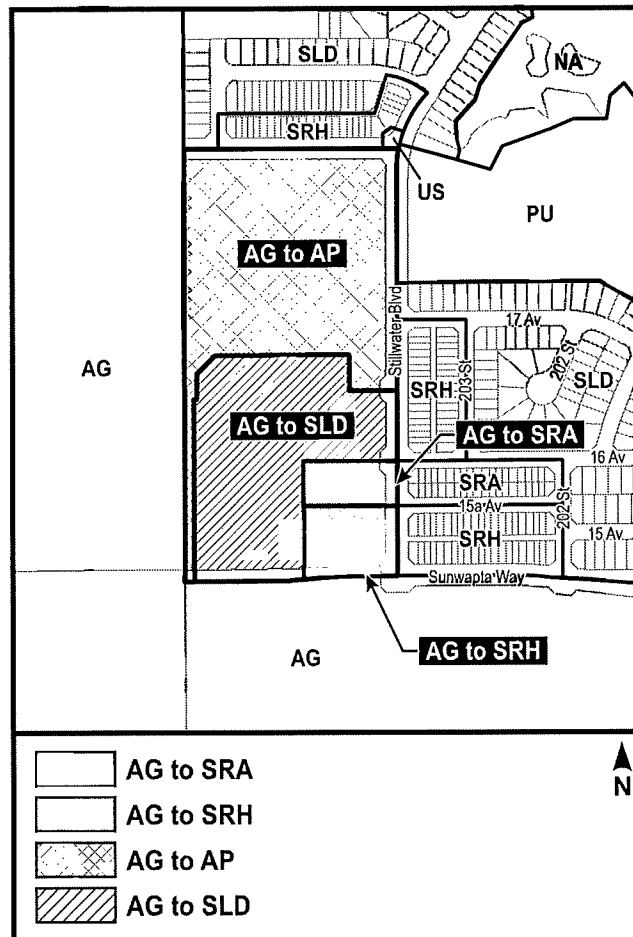 SLD
NA
SRH
US
PU
AG to AP
Stillwater Blvd
17 Av
202 St
AG
SRH
203 St
SLD
AG to SLD
AG to SRA
16 Av
SRA
15a Av
202 St
15 Av
SRH
Sunwapta Way
AG
AG to SRH
AG to SRA
AG to SRH
AG to AP
AG to SLD
N